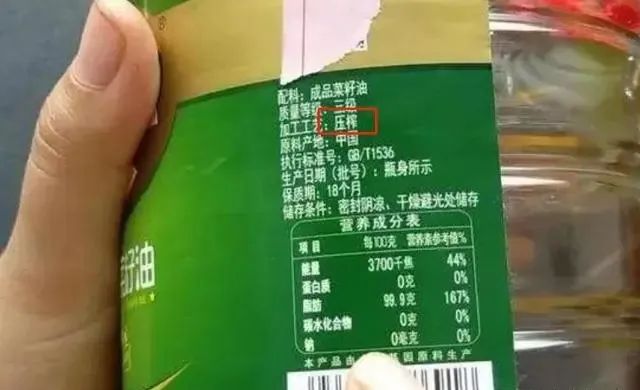 配料：成品菜籽油
质量等级：三级
加工工艺：压榨
原料产地：中国
执行标准号：GB/T1536
生产日期（批号）：瓶身所示
保质期：18个月
储存条件：密封阴凉、干燥避光处储存
营养成分表
项目 每100克 营养素参考值%
能量 3700千焦 44%
蛋白质 0克 0%
脂肪 99.9克 167%
碳水化合物 0克 0%
钠 0毫克 0%
本产品由 基因原料生产
籽油